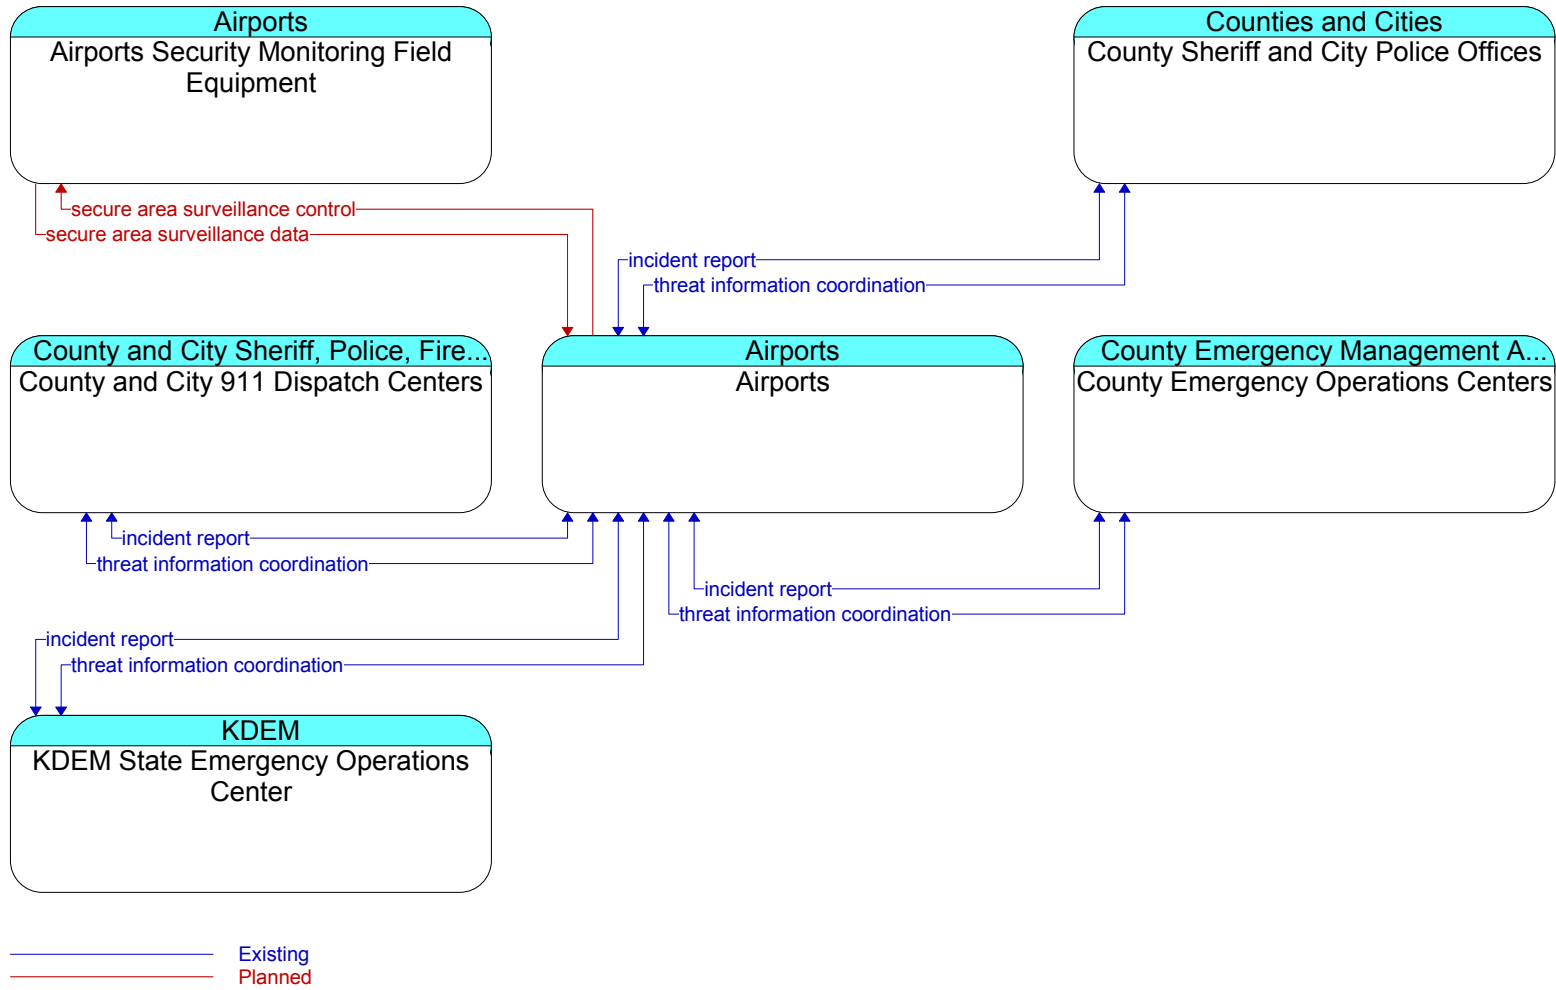 Airports
Airports Security Monitoring Field
Equipment
Counties and Cities
County Sheriff and City Police Offices
secure area surveillance control
secure area surveillance data
incident report
threat information coordination
County and City Sheriff, Police, Fire...
County and City 911 Dispatch Centers
Airports
Airports
County Emergency Management A...
County Emergency Operations Centers
incident report
threat information coordination
incident report
threat information coordination
incident report
threat information coordination
KDEM
KDEM State Emergency Operations
Center
Existing
Planned